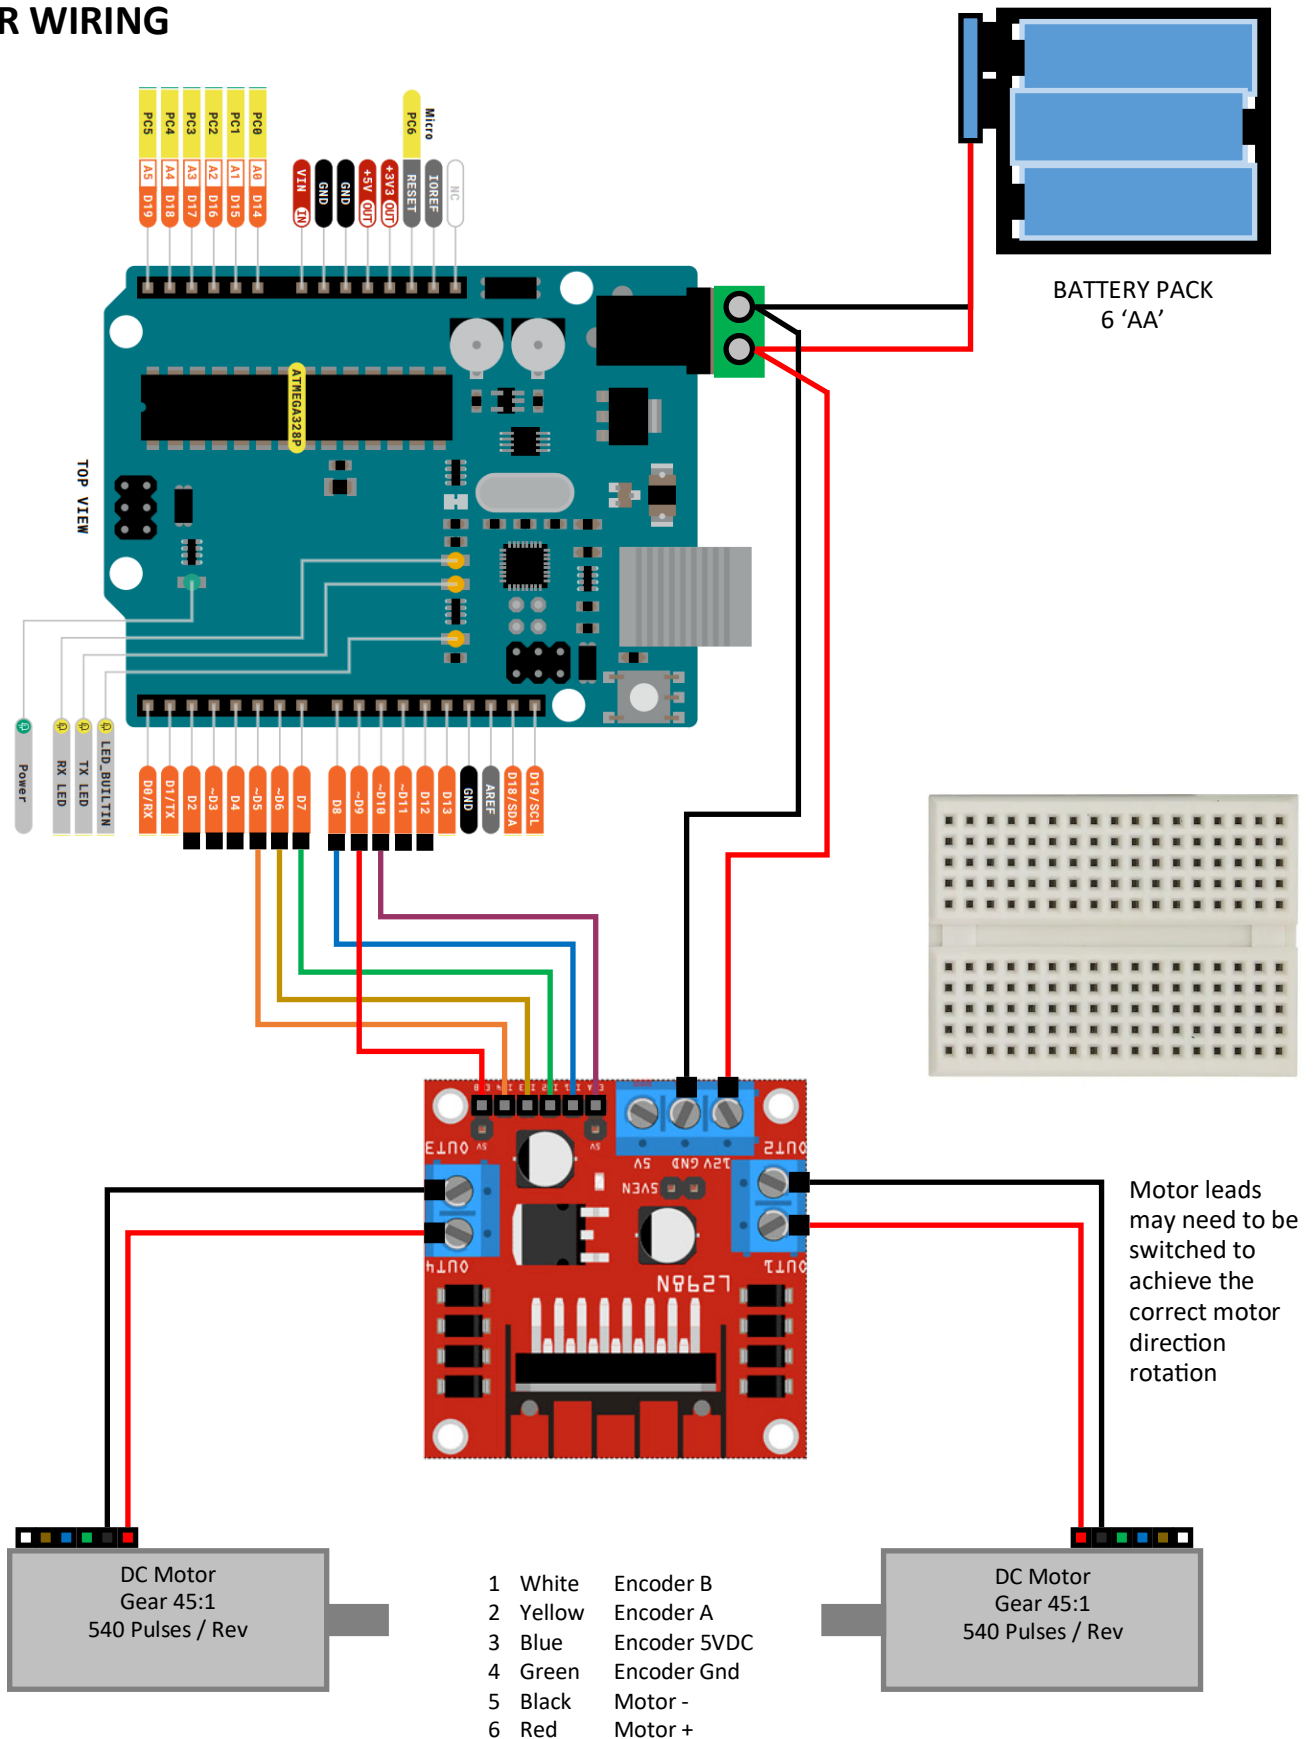 R WIRING
PC5
PC4
PC3
PC2
PC1
PC0
A5 D19
A4 D18
A3 D17
A2 D16
A1 D15
A0 D14
VIN IN
GND
GND
+5V OUT
+3V3 OUT
PC6
RESET
Micro
IOREF
NC
BATTERY PACK
6 ‘AA’
ATMEGA328P
TOP VIEW
Power
RX LED
TX LED
LED_BUILTIN
D0/RX
D1/TX
D2
~D3
D4
~D5
~D6
D7
D8
~D9
~D10
~D11
D12
D13
GND
AREF
D18/SDA
D19/SCL
5V
5V
OUT3
5V
GND
12V
OUT2
5VEN
OUT4
OUT1
L298N
Motor leads
may need to be
switched to
achieve the
correct motor
direction
rotation
DC Motor
Gear 45:1
540 Pulses / Rev
1 White Encoder B
2 Yellow Encoder A
3 Blue Encoder 5VDC
4 Green Encoder Gnd
5 Black Motor -
6 Red Motor +
DC Motor
Gear 45:1
540 Pulses / Rev